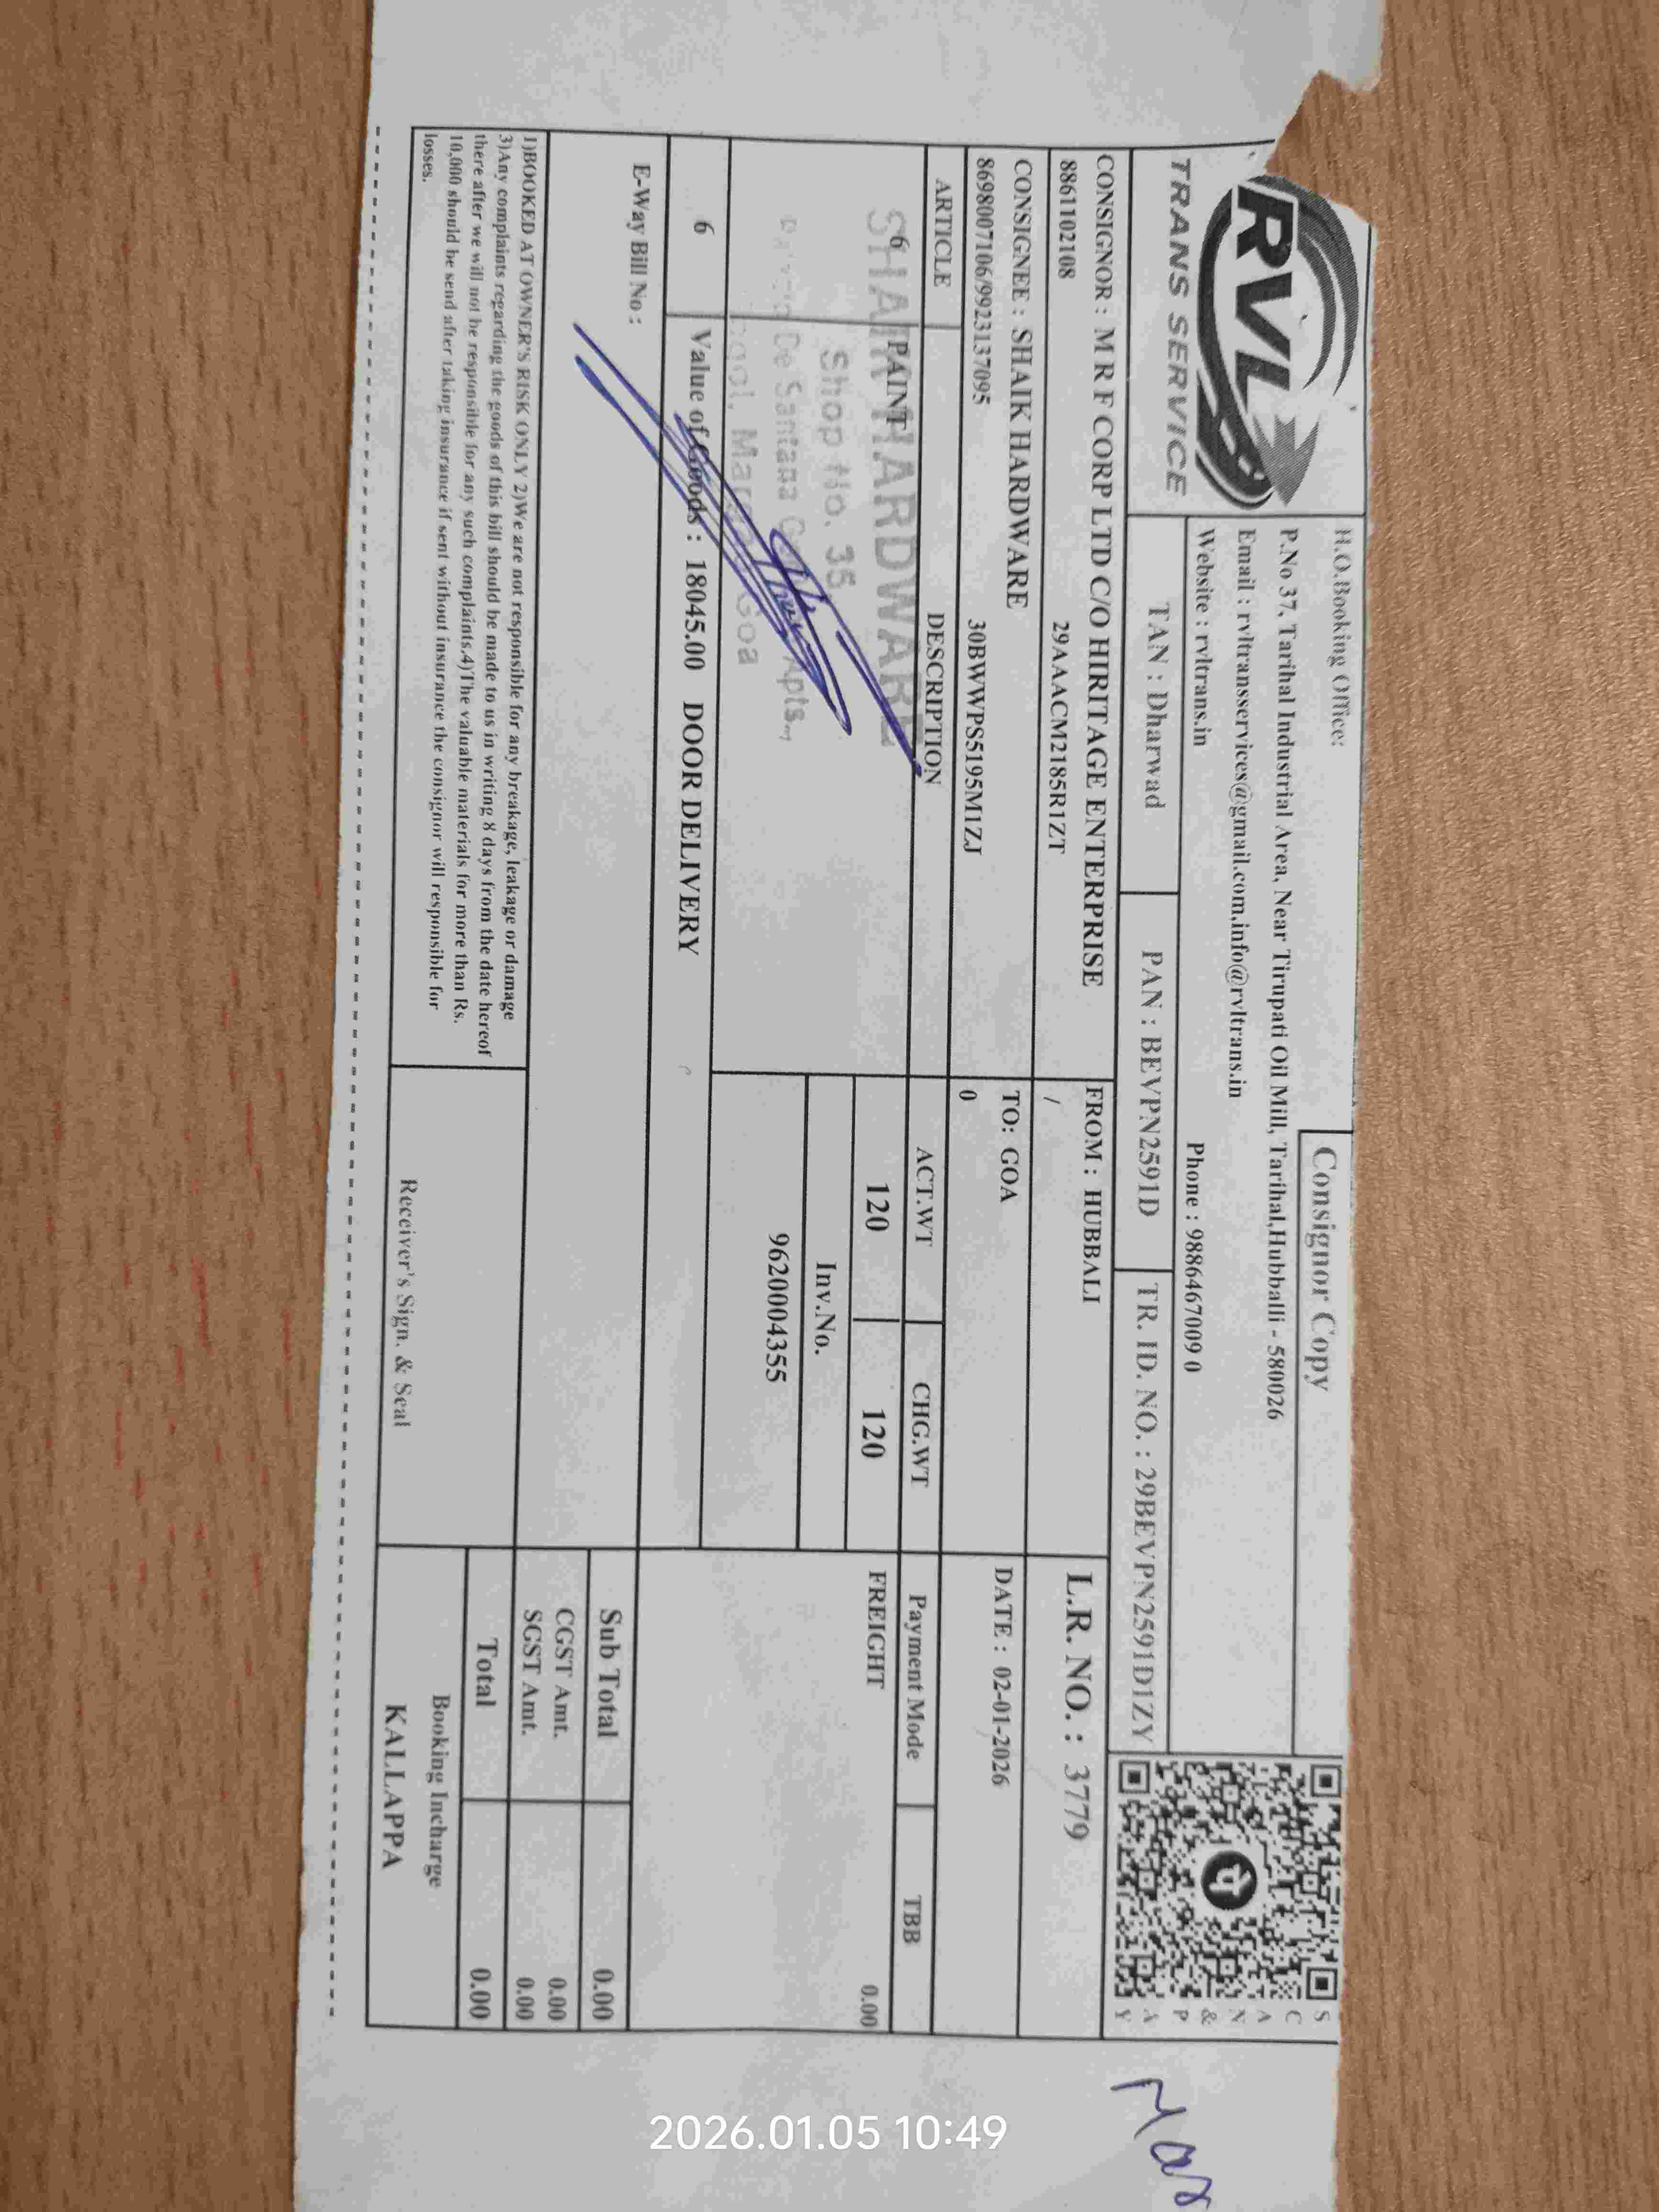 RVL
TRANS SERVICE
H.O.Booking Office:
Consignor Copy
P.No 37, Tarihal Industrial Area, Near Tirupati Oil Mill, Tarihal,Hubballi - 580026
Email : rvltransservices@gmail.com,info@rvltrans.in
Website : rvltrans.in Phone : 9886467009 0
SCAN & PAY
TAN : Dharwad PAN : BEVPN2591D TR. ID. NO. : 29BEVPN2591D1ZY
CONSIGNOR : M R F CORP LTD C/O HIRITAGE ENTERPRISE FROM : HUBBALI L.R. NO. : 3779
8861102108 29AAACM2185R1ZT /
CONSIGNEE : SHAIK HARDWARE TO: GOA DATE : 02-01-2026
8698007106/9923137095 30BWWPS5195M1ZJ 0
ARTICLE DESCRIPTION ACT.WT CHG.WT Payment Mode TBB
6 PAINT 120 120 FREIGHT 0.00
SHAIK HARDWARE
Shop No. 35
De Santana Apts.,
Goa
Inv.No.
9620004355
6 Value of Goods : 18045.00 DOOR DELIVERY
E-Way Bill No :
Sub Total 0.00
CGST Amt. 0.00
SGST Amt. 0.00
Total 0.00
1)BOOKED AT OWNER'S RISK ONLY 2)We are not responsible for any breakage, leakage or damage
3)Any complaints regarding the goods of this bill should be made to us in writing 8 days from the date hereof
there after we will not be responsible for any such complaints.4)The valuable materials for more than Rs.
10,000 should be send after taking insurance if sent without insurance the consignor will responsible for
losses.
Receiver's Sign. & Seal
Booking Incharge
KALLAPPA
2026.01.05 10:49